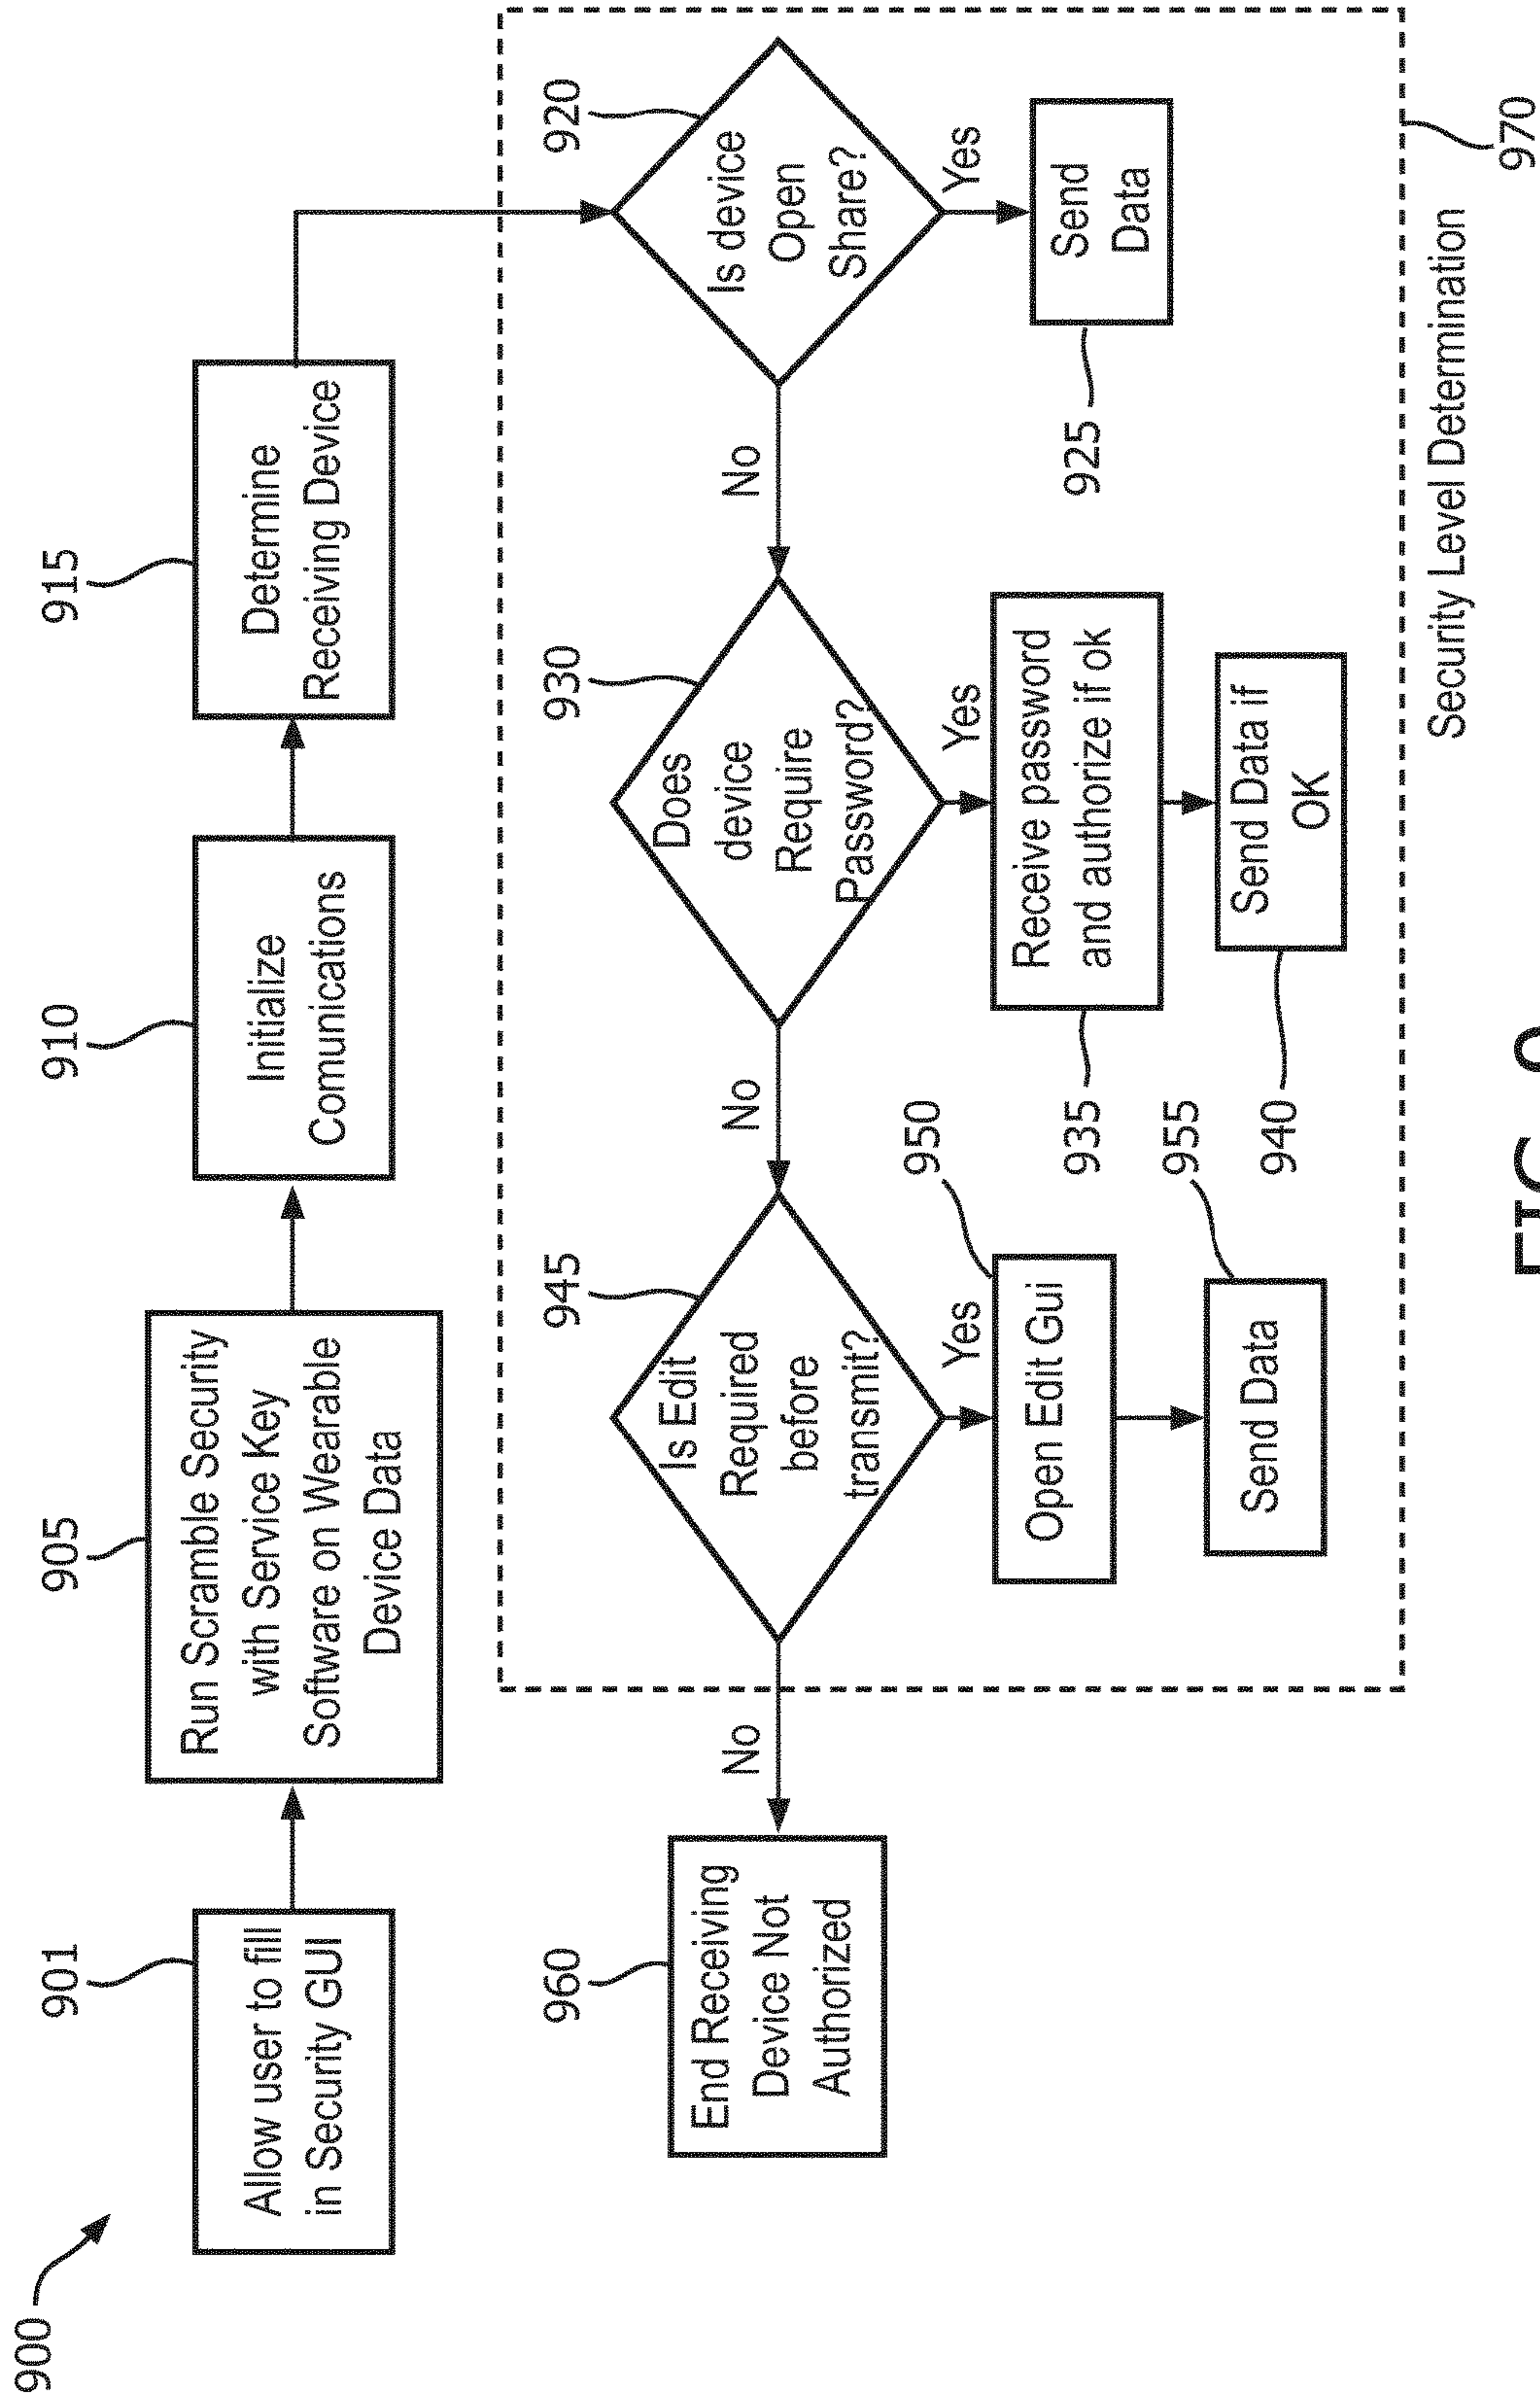 900
901
Allow user to fill
in Security GUI
905
Run Scramble Security
with Service Key
Software on Wearable
Device Data
910
Initialize
Comunications
915
Determine
Receiving Device
920
Is device
Open
Share?
Yes
925
Send
Data
No
930
Does
device
Require
Password?
Yes
935
Receive password
and authorize if ok
940
Send Data if
OK
No
945
Is Edit
Required
before
transmit?
Yes
950
Open Edit Gui
955
Send Data
No
960
End Receiving
Device Not
Authorized
Security Level Determination
970